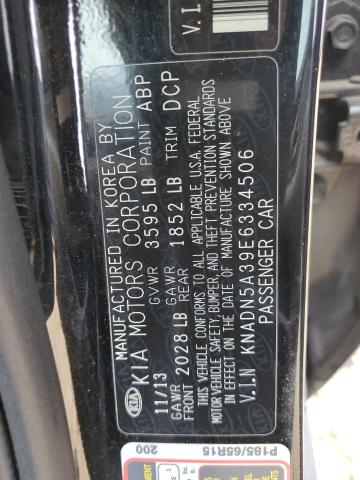 V.I
MANUFACTURED IN KOREA BY
KIA KIA MOTORS CORPORATION
11/13 GVWR 3595 LB PAINT ABP
GAWR FRONT 2028 LB GAWR REAR 1852 LB TRIM DCP
THIS VEHICLE CONFORMS TO ALL APPLICABLE U.S.A. FEDERAL
MOTOR VEHICLE SAFETY, BUMPER, AND THEFT PREVENTION STANDARDS
IN EFFECT ON THE DATE OF MANUFACTURE SHOWN ABOVE
V.I.N KNADN5A39E6334506
PASSENGER CAR
P185/65R15
200